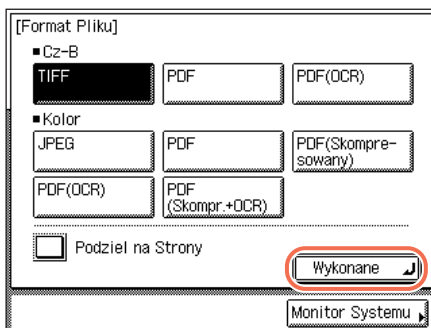 [Format Pliku]
■Cz-B
TIFF PDF PDF(OCR)
■Kolor
JPEG PDF PDF(Skompre-
sowany)
PDF(OCR) PDF
(Skompr.+OCR)
Podziel na Strony
Wykonane
Monitor Systemu